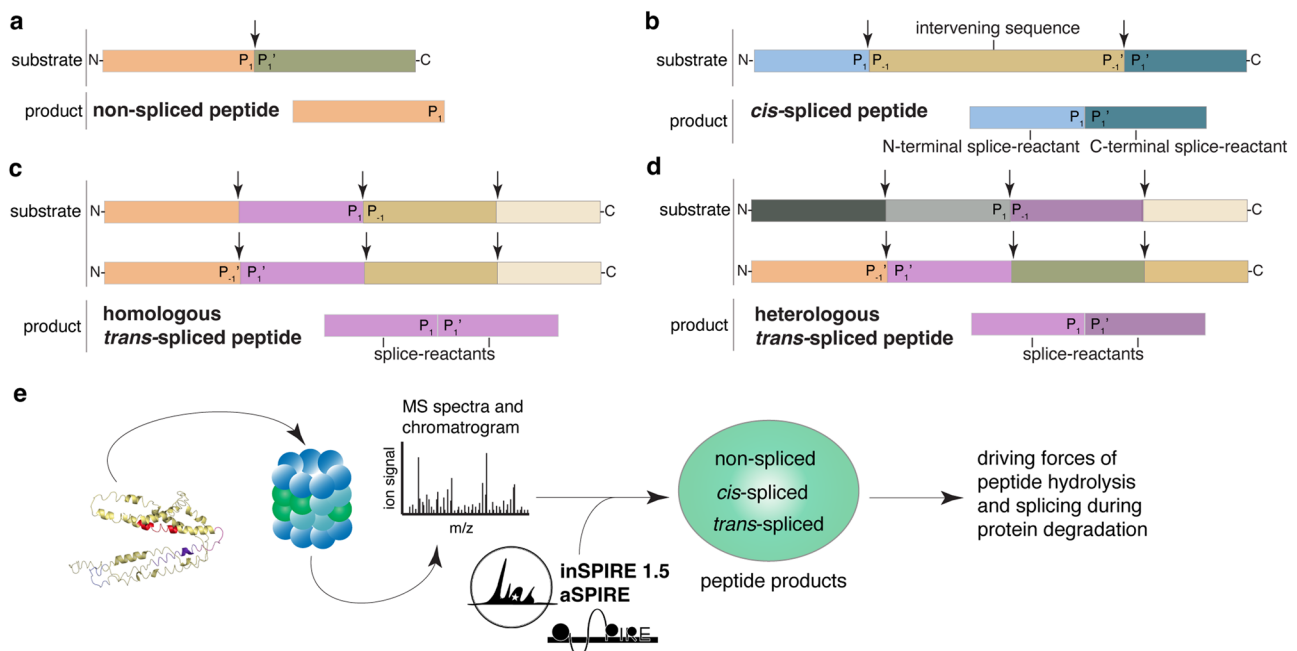 a
substrate N- P1 P1' -C
product non-spliced peptide P1
b
intervening sequence
substrate N- P1 P-1 P-1' P1' -C
product cis-spliced peptide P1 P1'
N-terminal splice-reactant C-terminal splice-reactant
c
substrate N- P1 P-1 -C
N- P-1' P1' -C
product homologous
trans-spliced peptide P1 P1'
splice-reactants
d
substrate N- P1 P-1 -C
N- P-1' P1' -C
product heterologous
trans-spliced peptide P1 P1'
splice-reactants
e
MS spectra and
chromatrogram
ion signal
m/z
inSPIRE 1.5
aSPIRE
PIRE
non-spliced
cis-spliced
trans-spliced
peptide products
driving forces of
peptide hydrolysis
and splicing during
protein degradation